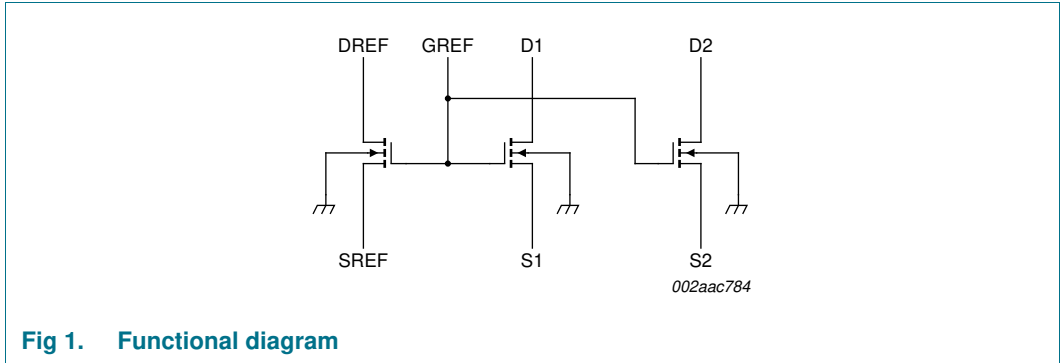 DREF GREF D1 D2
SREF S1 S2
002aac784
Fig 1. Functional diagram